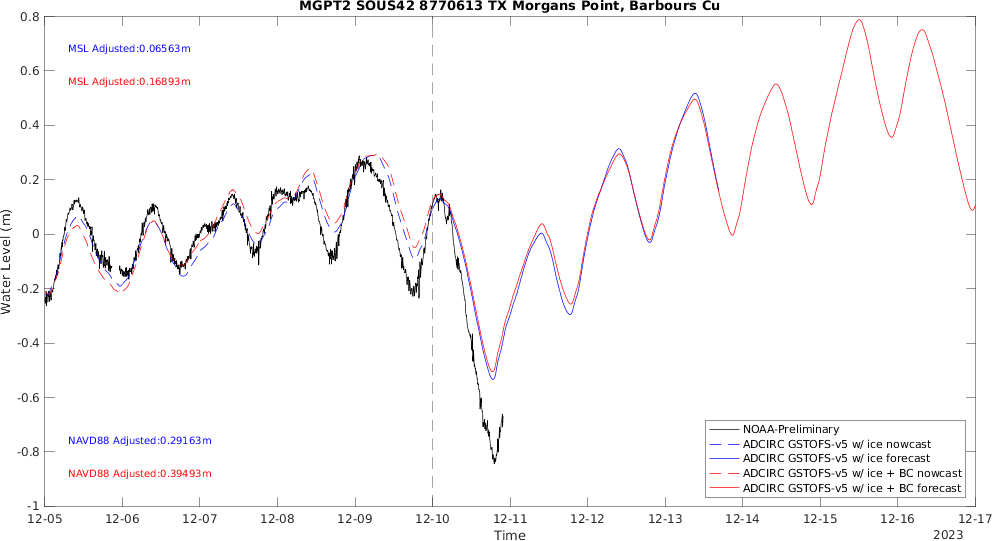 MGPT2 SOUS42 8770613 TX Morgans Point, Barbours Cu
MSL Adjusted:0.06563m
MSL Adjusted:0.16893m
NAVD88 Adjusted:0.29163m
NAVD88 Adjusted:0.39493m
Water Level (m)
0.8
0.6
0.4
0.2
0
-0.2
-0.4
-0.6
-0.8
-1
NOAA-Preliminary
ADCIRC GSTOFS-v5 w/ ice nowcast
ADCIRC GSTOFS-v5 w/ ice forecast
ADCIRC GSTOFS-v5 w/ ice + BC nowcast
ADCIRC GSTOFS-v5 w/ ice + BC forecast
12-05 12-06 12-07 12-08 12-09 12-10 12-11 12-12 12-13 12-14 12-15 12-16 12-17
Time
2023